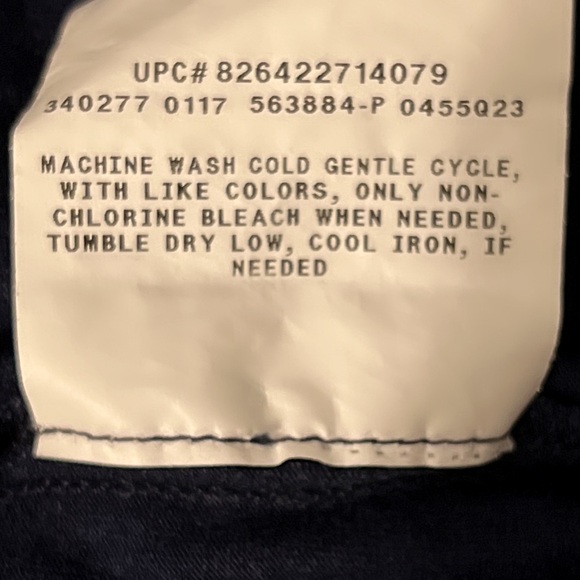 UPC# 826422714079
340277 0117 563884-P 0455Q23
MACHINE WASH COLD GENTLE CYCLE,
WITH LIKE COLORS, ONLY NON-
CHLORINE BLEACH WHEN NEEDED,
TUMBLE DRY LOW, COOL IRON, IF
NEEDED